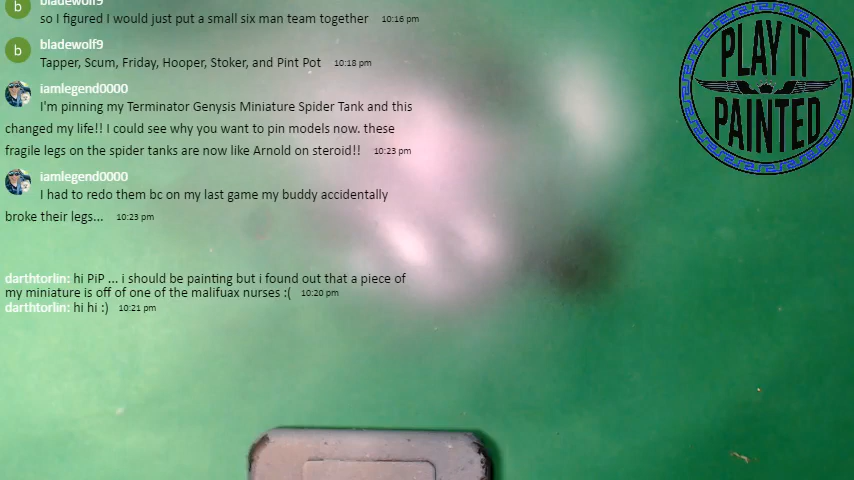 bladewolf9
so I figured I would just put a small six man team together 10:16 pm
b
bladewolf9
Tapper, Scum, Friday, Hooper, Stoker, and Pint Pot 10:18 pm
iamlegend0000
I'm pinning my Terminator Genysis Miniature Spider Tank and this
changed my life!! I could see why you want to pin models now. these
fragile legs on the spider tanks are now like Arnold on steroid!! 10:23 pm
iamlegend0000
I had to redo them bc on my last game my buddy accidentally
broke their legs... 10:23 pm
darthtorlin: hi PiP ... i should be painting but i found out that a piece of
my miniature is off of one of the malifuax nurses :( 10:20 pm
darthtorlin: hi hi :) 10:21 pm
b
PLAY IT
PAINTED